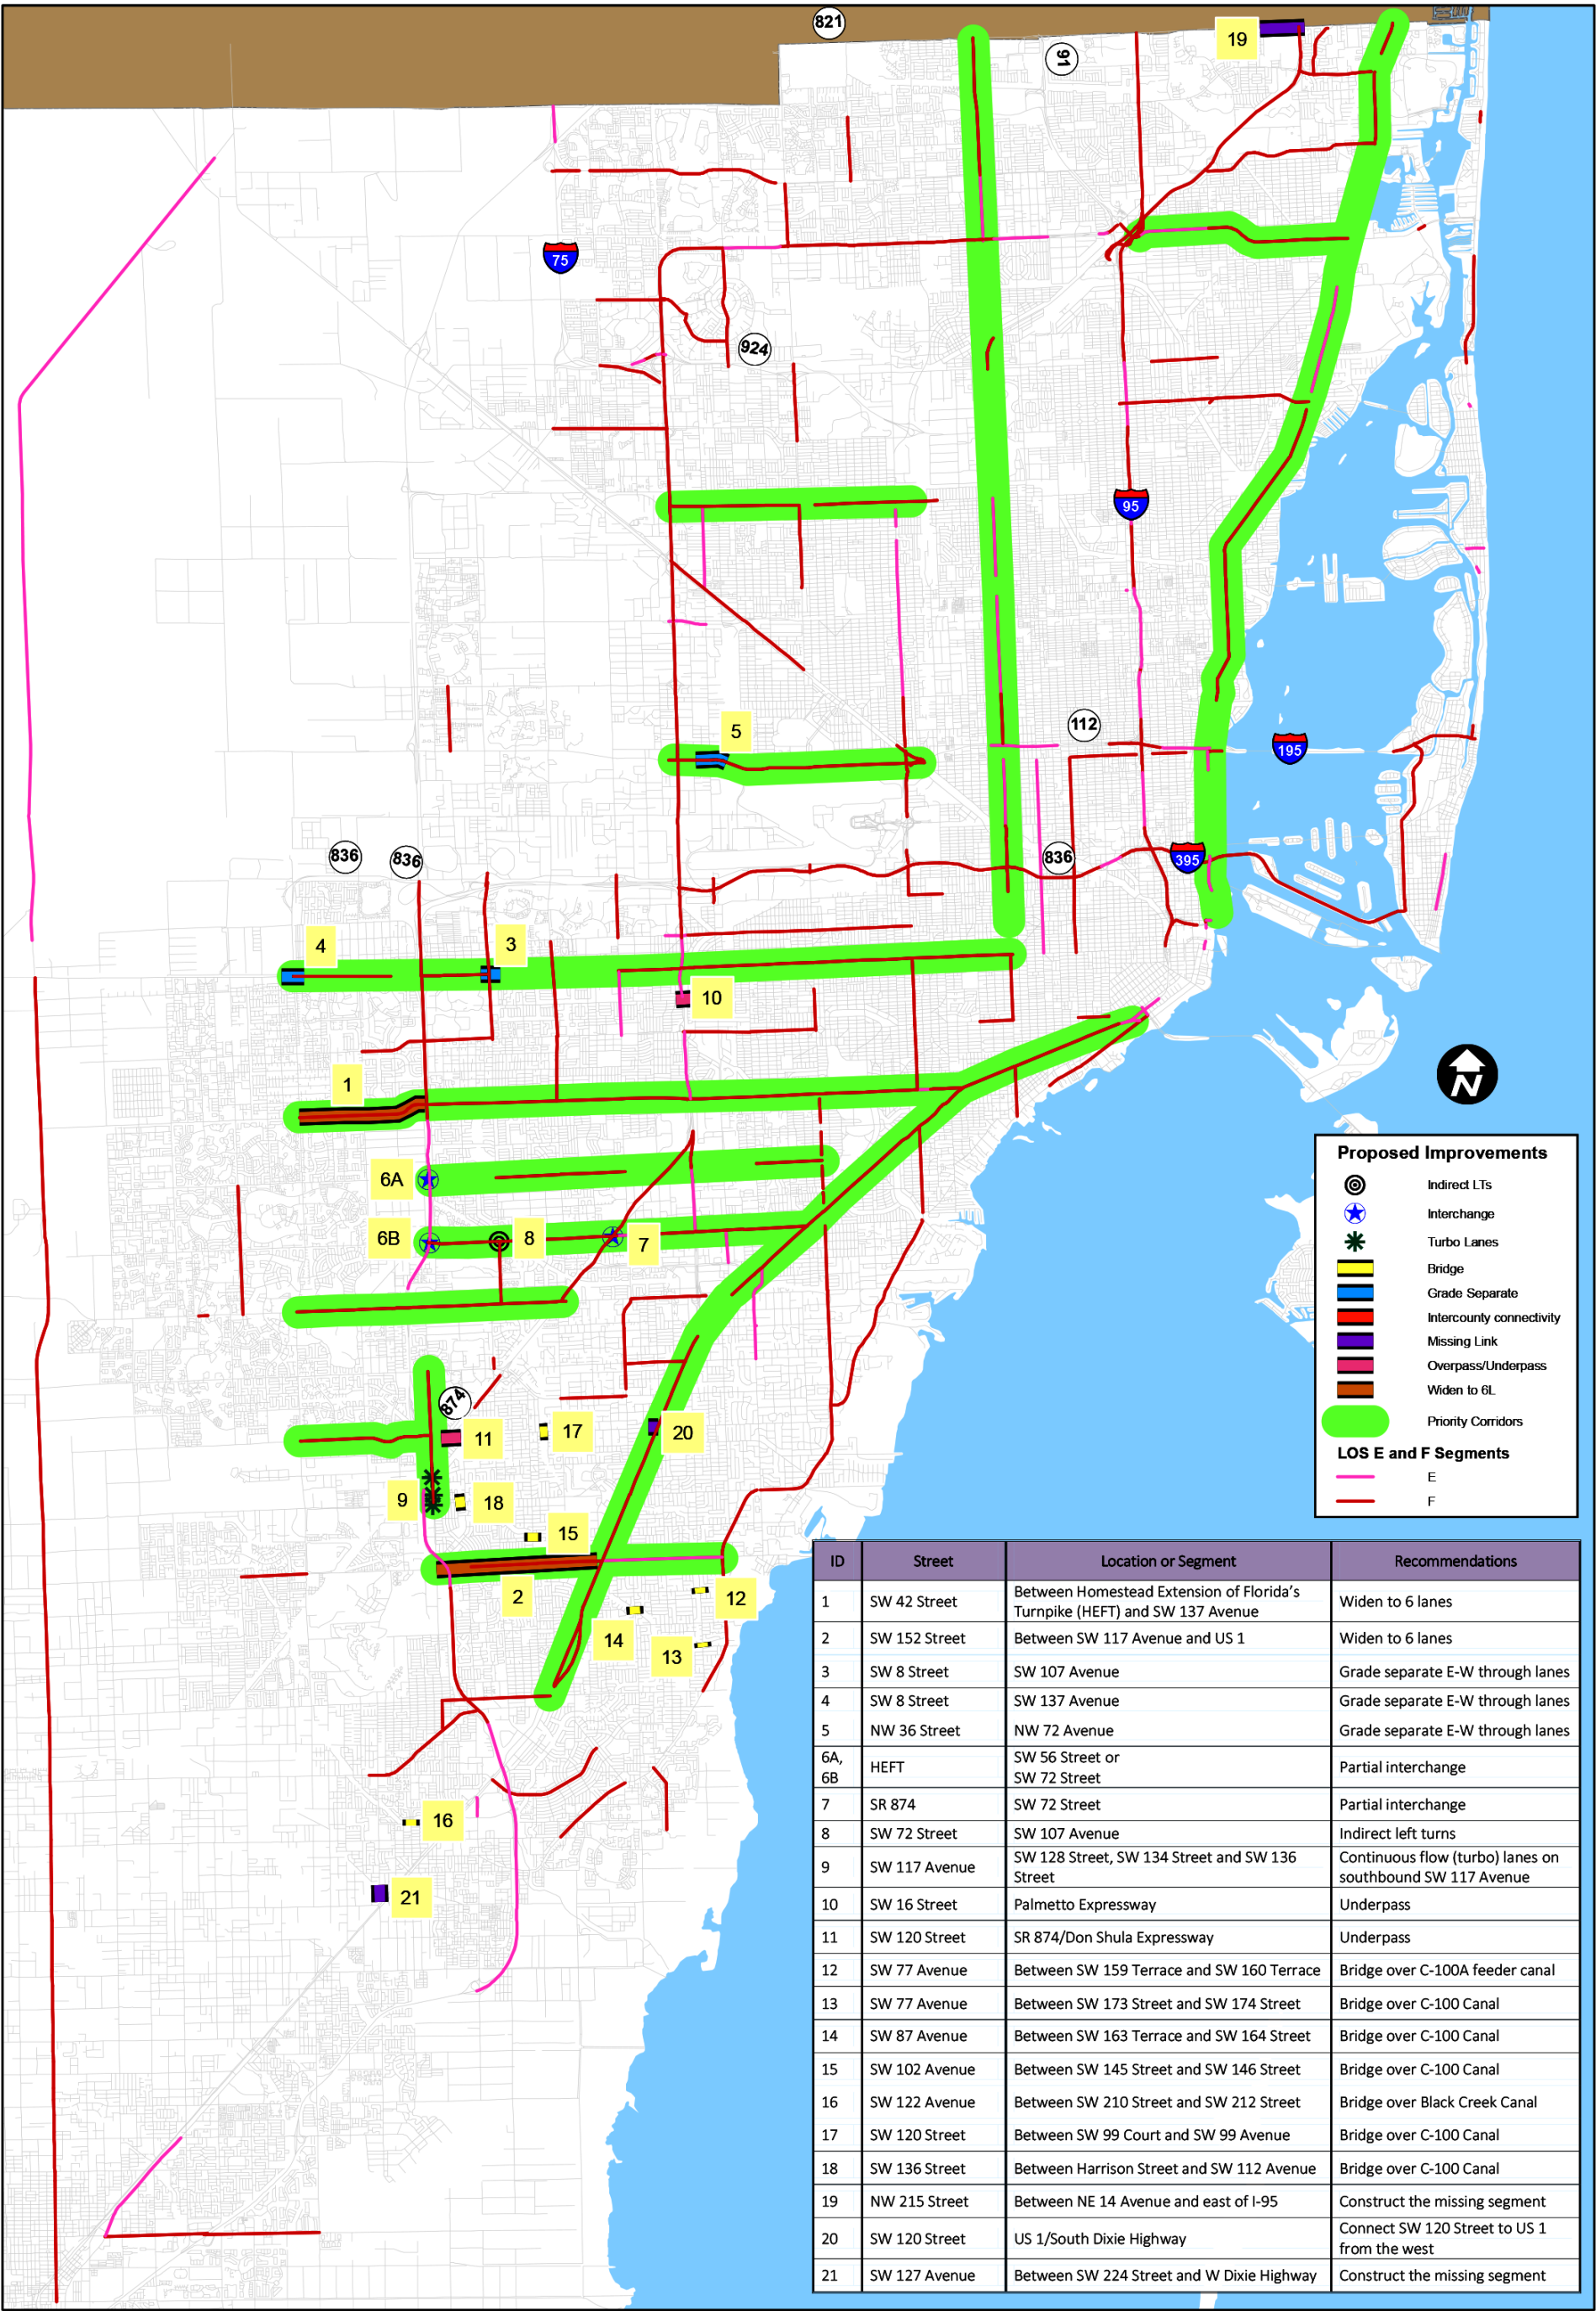 821
19
91
75
924
95
5
112
195
836
836
836
395
4
3
10
1
6A
6B
8
7
874
11
17
20
9
18
15
2
12
14
13
16
21
N
Proposed Improvements
Indirect LTs
Interchange
Turbo Lanes
Bridge
Grade Separate
Intercounty connectivity
Missing Link
Overpass/Underpass
Widen to 6L
Priority Corridors
LOS E and F Segments
E
F
ID Street Location or Segment Recommendations
1 SW 42 Street Between Homestead Extension of Florida’s Turnpike (HEFT) and SW 137 Avenue Widen to 6 lanes
2 SW 152 Street Between SW 117 Avenue and US 1 Widen to 6 lanes
3 SW 8 Street SW 107 Avenue Grade separate E-W through lanes
4 SW 8 Street SW 137 Avenue Grade separate E-W through lanes
5 NW 36 Street NW 72 Avenue Grade separate E-W through lanes
6A, 6B HEFT SW 56 Street or SW 72 Street Partial interchange
7 SR 874 SW 72 Street Partial interchange
8 SW 72 Street SW 107 Avenue Indirect left turns
9 SW 117 Avenue SW 128 Street, SW 134 Street and SW 136 Street Continuous flow (turbo) lanes on southbound SW 117 Avenue
10 SW 16 Street Palmetto Expressway Underpass
11 SW 120 Street SR 874/Don Shula Expressway Underpass
12 SW 77 Avenue Between SW 159 Terrace and SW 160 Terrace Bridge over C-100A feeder canal
13 SW 77 Avenue Between SW 173 Street and SW 174 Street Bridge over C-100 Canal
14 SW 87 Avenue Between SW 163 Terrace and SW 164 Street Bridge over C-100 Canal
15 SW 102 Avenue Between SW 145 Street and SW 146 Street Bridge over C-100 Canal
16 SW 122 Avenue Between SW 210 Street and SW 212 Street Bridge over Black Creek Canal
17 SW 120 Street Between SW 99 Court and SW 99 Avenue Bridge over C-100 Canal
18 SW 136 Street Between Harrison Street and SW 112 Avenue Bridge over C-100 Canal
19 NW 215 Street Between NE 14 Avenue and east of I-95 Construct the missing segment
20 SW 120 Street US 1/South Dixie Highway Connect SW 120 Street to US 1 from the west
21 SW 127 Avenue Between SW 224 Street and W Dixie Highway Construct the missing segment